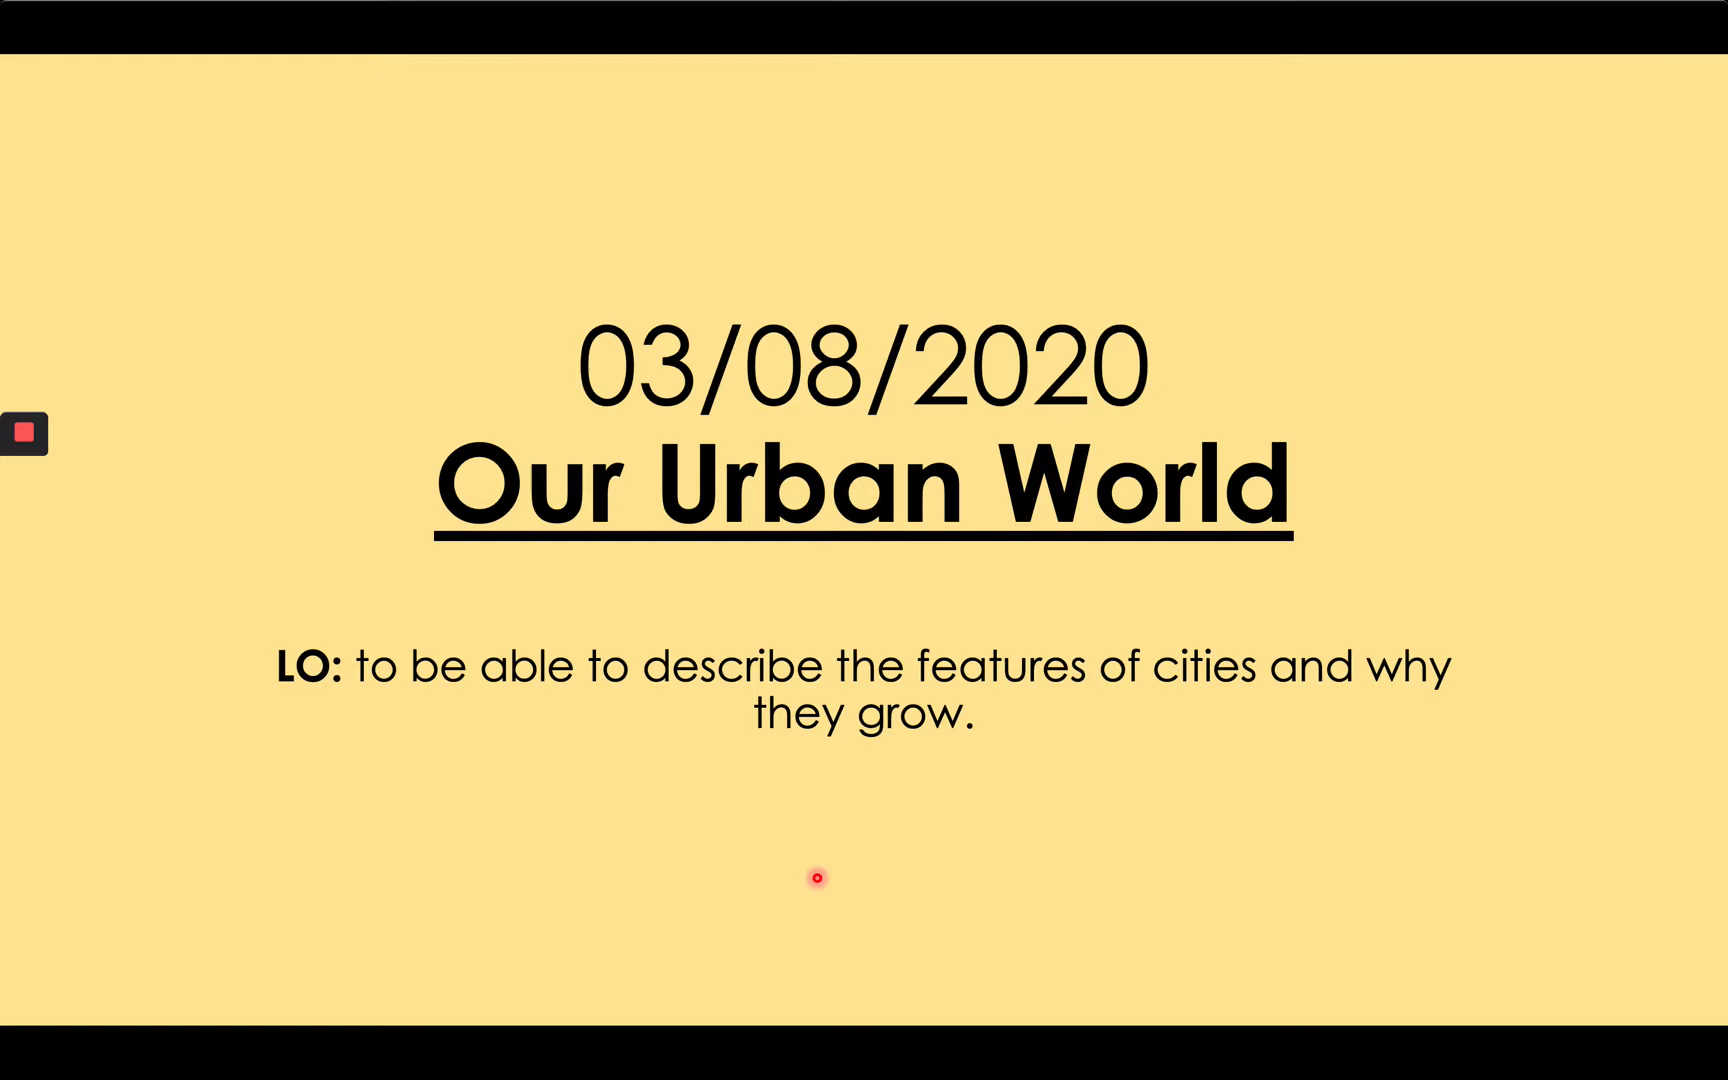 03/08/2020
Our Urban World
LO: to be able to describe the features of cities and why
they grow.